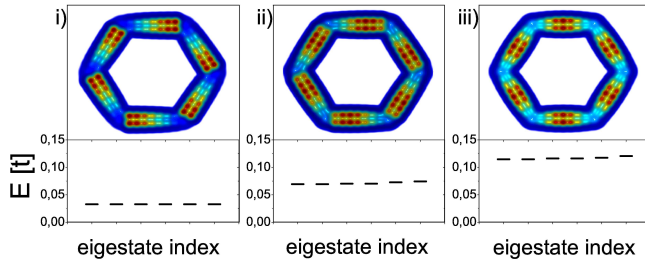 i) ii) iii)
0,15 0,15 0,15
0,10 0,10 0,10
E [t]
0,05 0,05 0,05
0,00 0,00 0,00
eigestate index eigestate index eigestate index